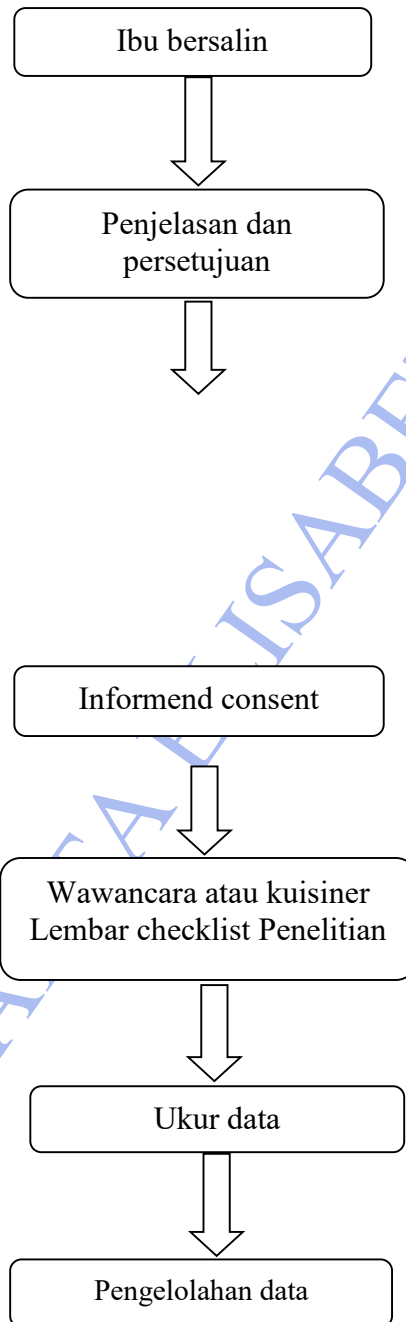 Ibu bersalin
Penjelasan dan
persetujuan
Informend consent
Wawancara atau kuisiner
Lembar checklist Penelitian
Ukur data
Pengelolahan data